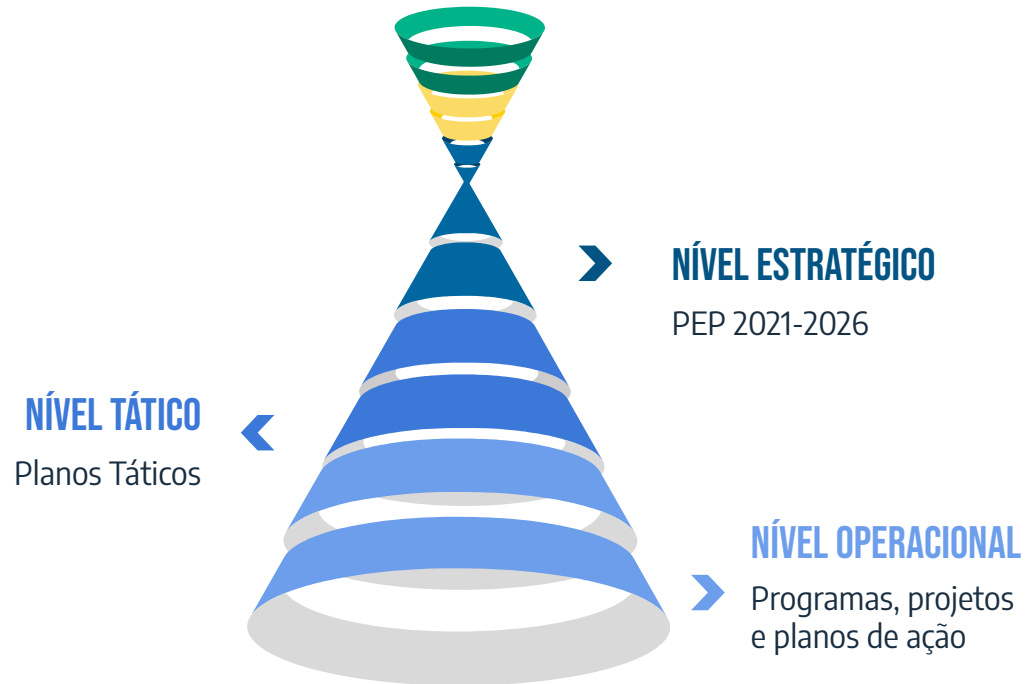 NÍVEL ESTRATÉGICO
PEP 2021-2026
NÍVEL TÁTICO
Planos Táticos
NÍVEL OPERACIONAL
Programas, projetos
e planos de ação